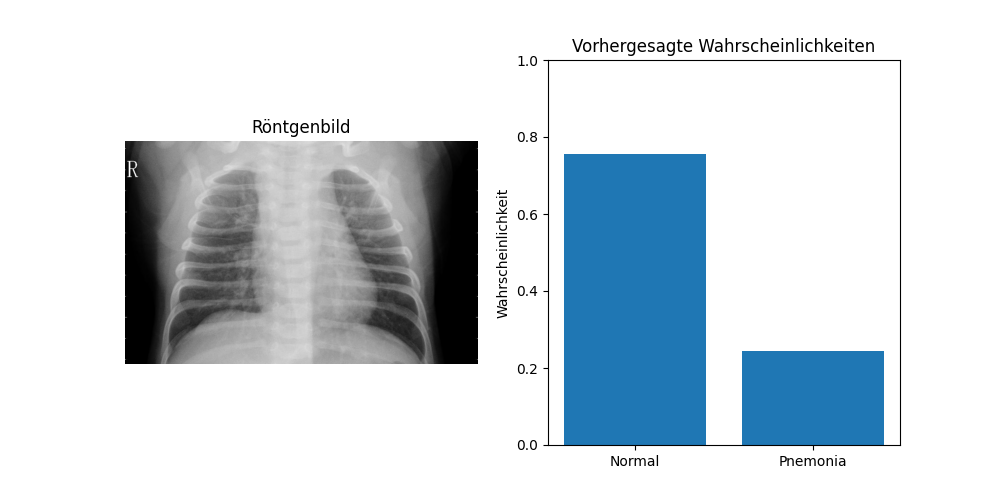 Röntgenbild
R
Vorhergesagte Wahrscheinlichkeiten
Wahrscheinlichkeit
1.0
0.8
0.6
0.4
0.2
0.0
Normal
Pnemonia